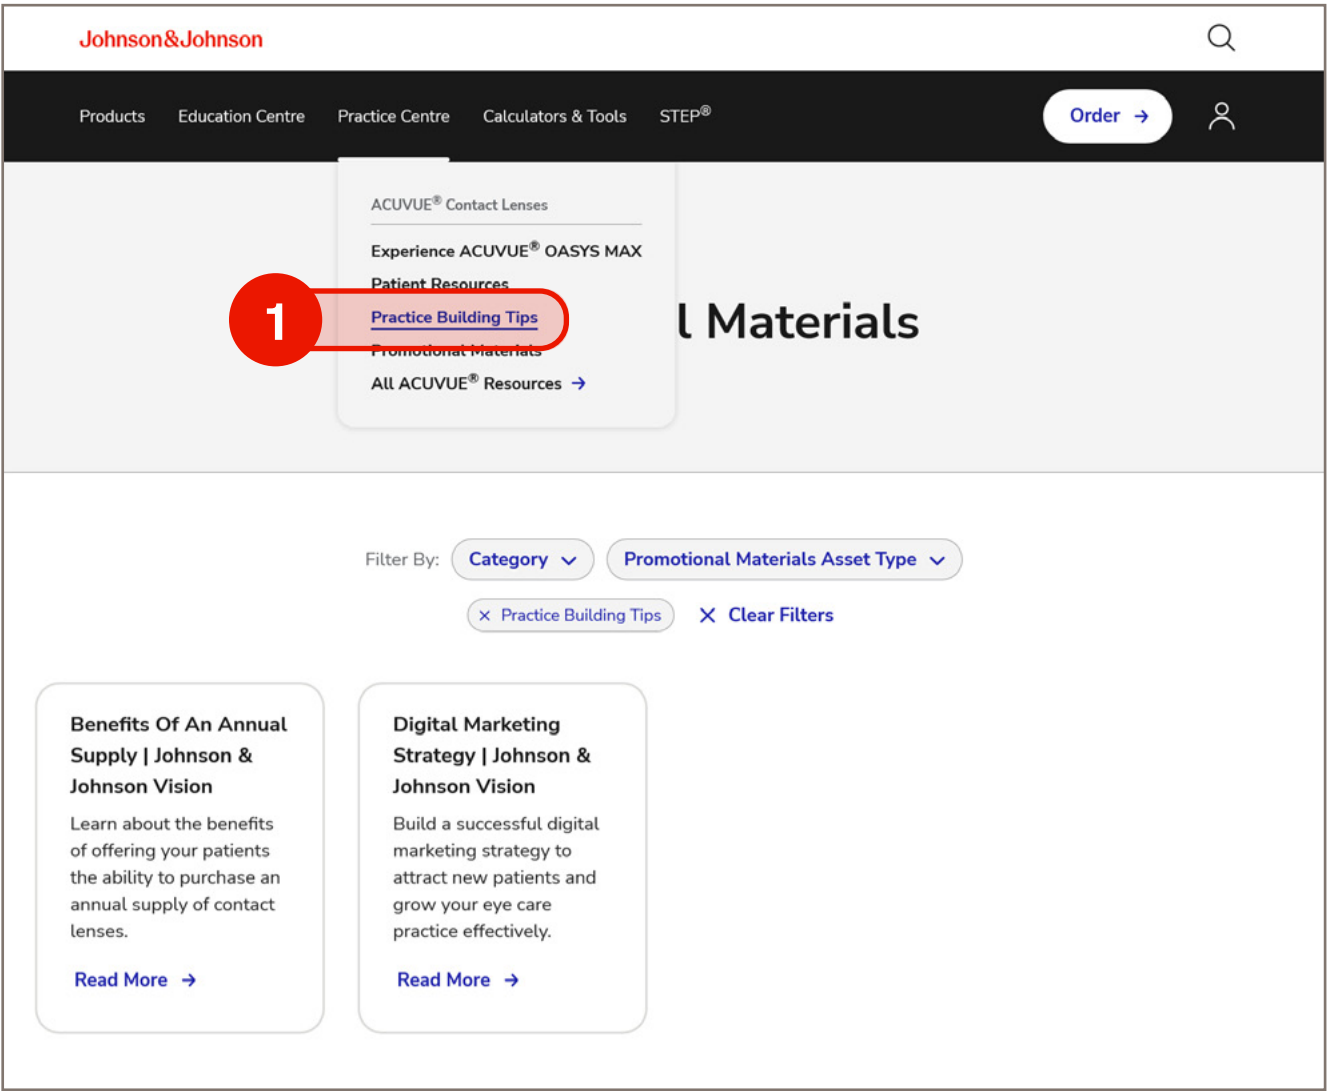 Johnson&Johnson
Products Education Centre Practice Centre Calculators & Tools STEP® Order →
ACUVUE® Contact Lenses
Experience ACUVUE® OASYS MAX
Patient Resources
1 Practice Building Tips
l Materials
Promotional Materials
All ACUVUE® Resources →
Filter By: Category Promotional Materials Asset Type
× Practice Building Tips × Clear Filters
Benefits Of An Annual
Supply | Johnson &
Johnson Vision
Learn about the benefits
of offering your patients
the ability to purchase an
annual supply of contact
lenses.
Read More →
Digital Marketing
Strategy | Johnson &
Johnson Vision
Build a successful digital
marketing strategy to
attract new patients and
grow your eye care
practice effectively.
Read More →